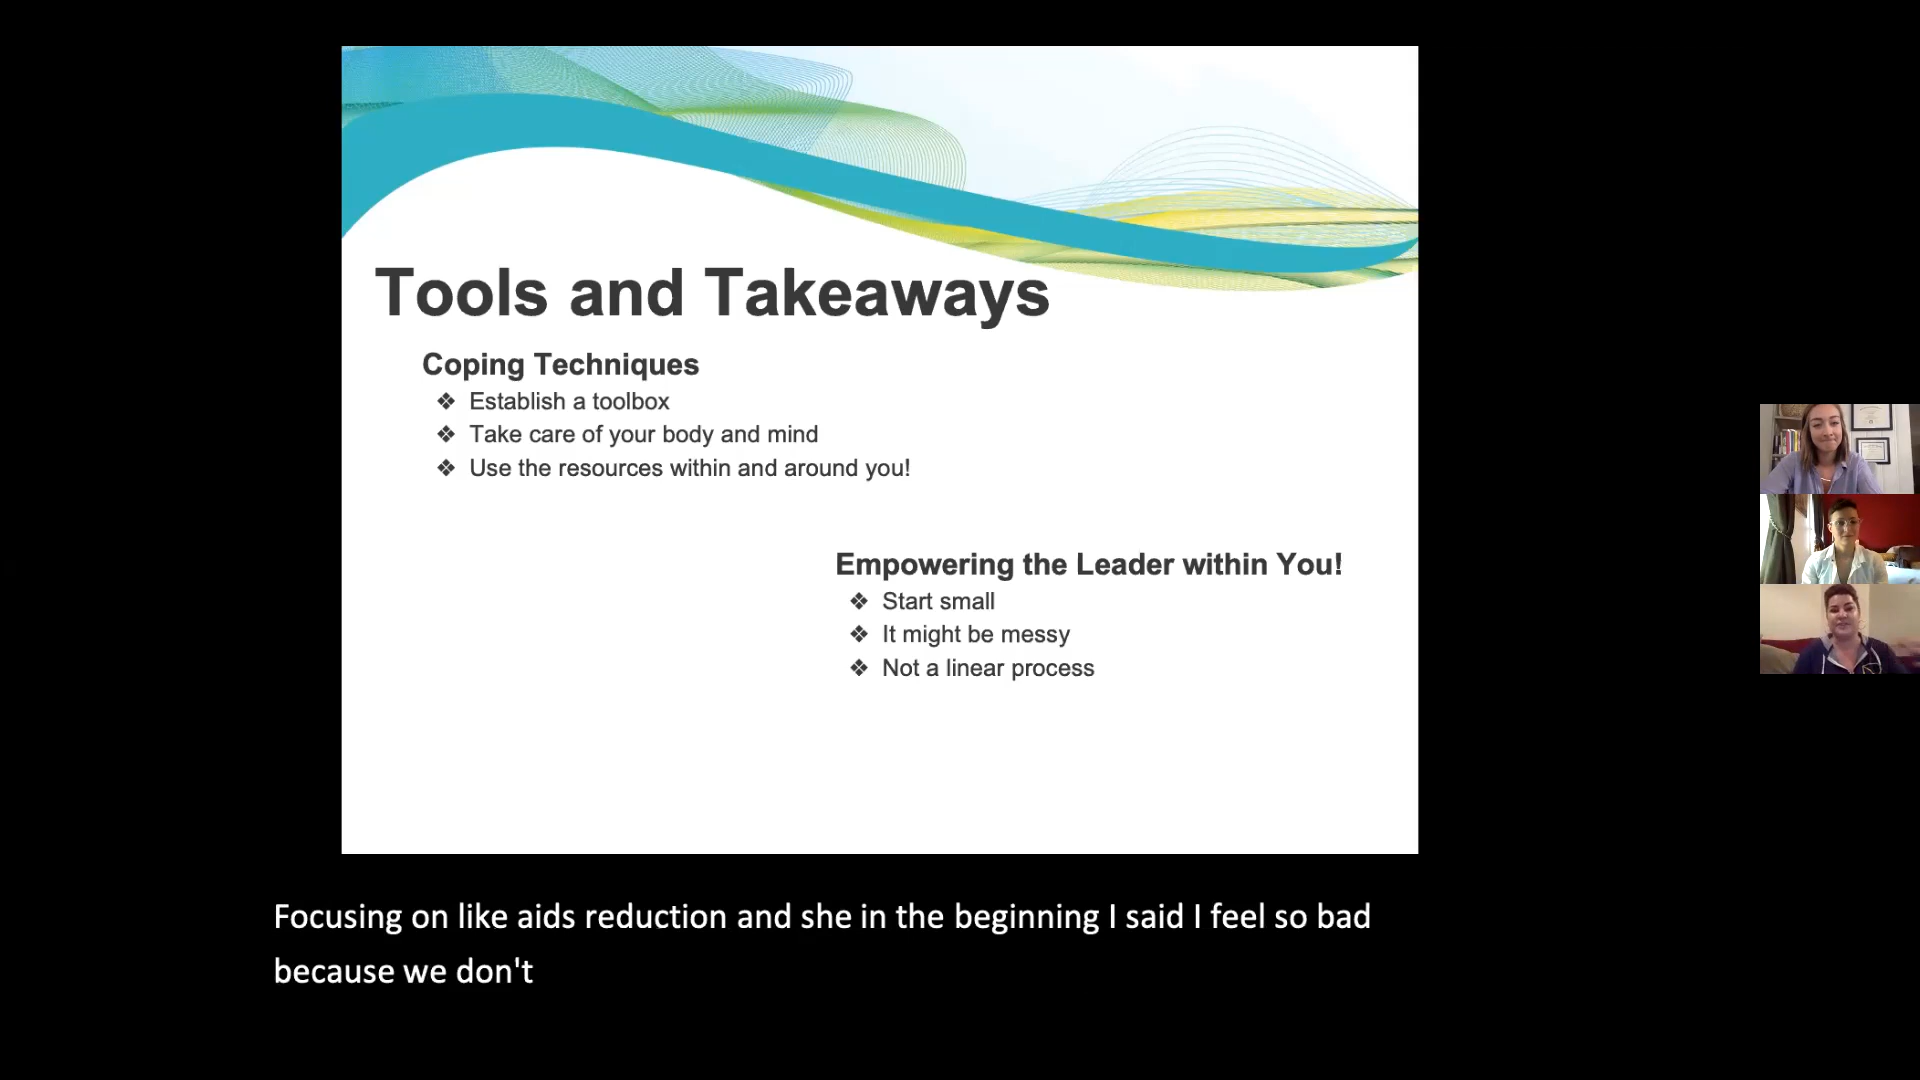 Tools and Takeaways
Coping Techniques
❖ Establish a toolbox
❖ Take care of your body and mind
❖ Use the resources within and around you!
Empowering the Leader within You!
❖ Start small
❖ It might be messy
❖ Not a linear process
Focusing on like aids reduction and she in the beginning I said I feel so bad
because we don't